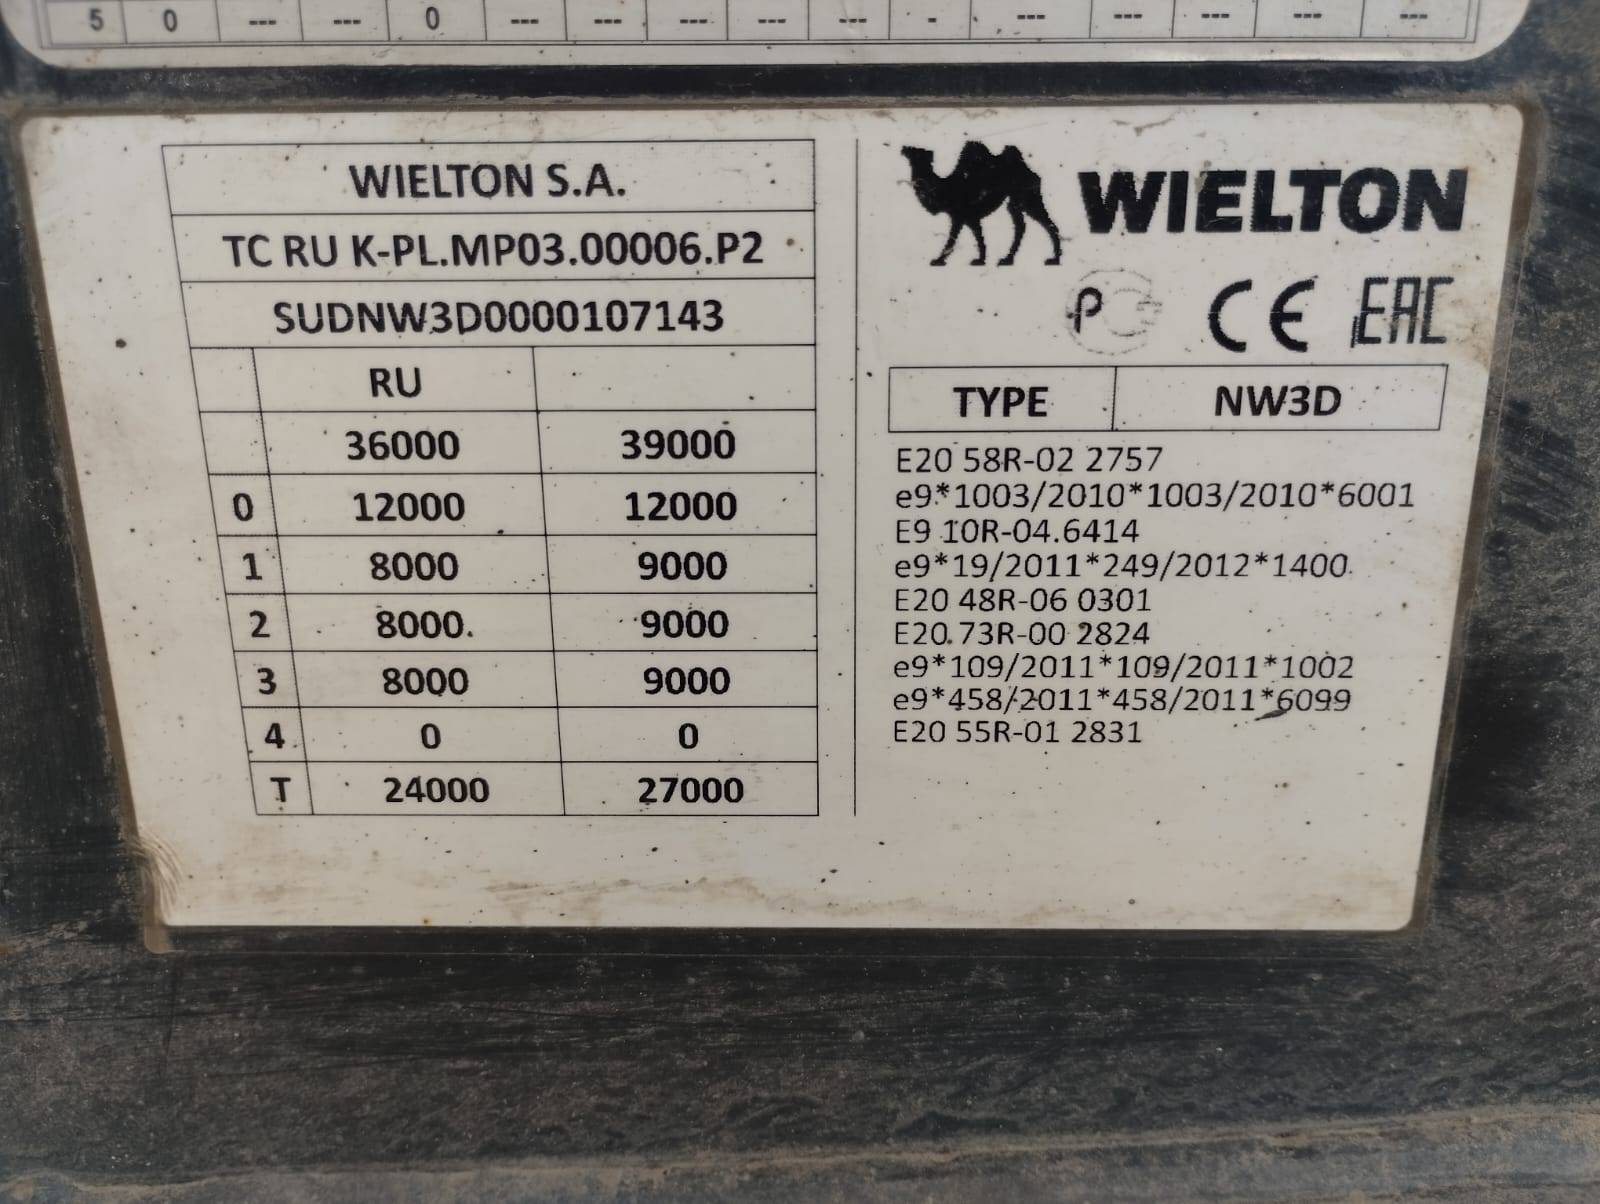 5 0 --- --- 0 --- --- --- --- --- - --- --- --- --- ---
WIELTON S.A.
TC RU K-PL.MP03.00006.P2
SUDNW3D0000107143
RU
36000 39000
0 12000 12000
1 8000 9000
2 8000 9000
3 8000 9000
4 0 0
T 24000 27000
WIELTON
PC CE EAC
TYPE NW3D
E20 58R-02 2757
e9*1003/2010*1003/2010*6001
E9 10R-04.6414
e9*19/2011*249/2012*1400
E20 48R-06 0301
E20 73R-00 2824
e9*109/2011*109/2011*1002
e9*458/2011*458/2011*6099
E20 55R-01 2831